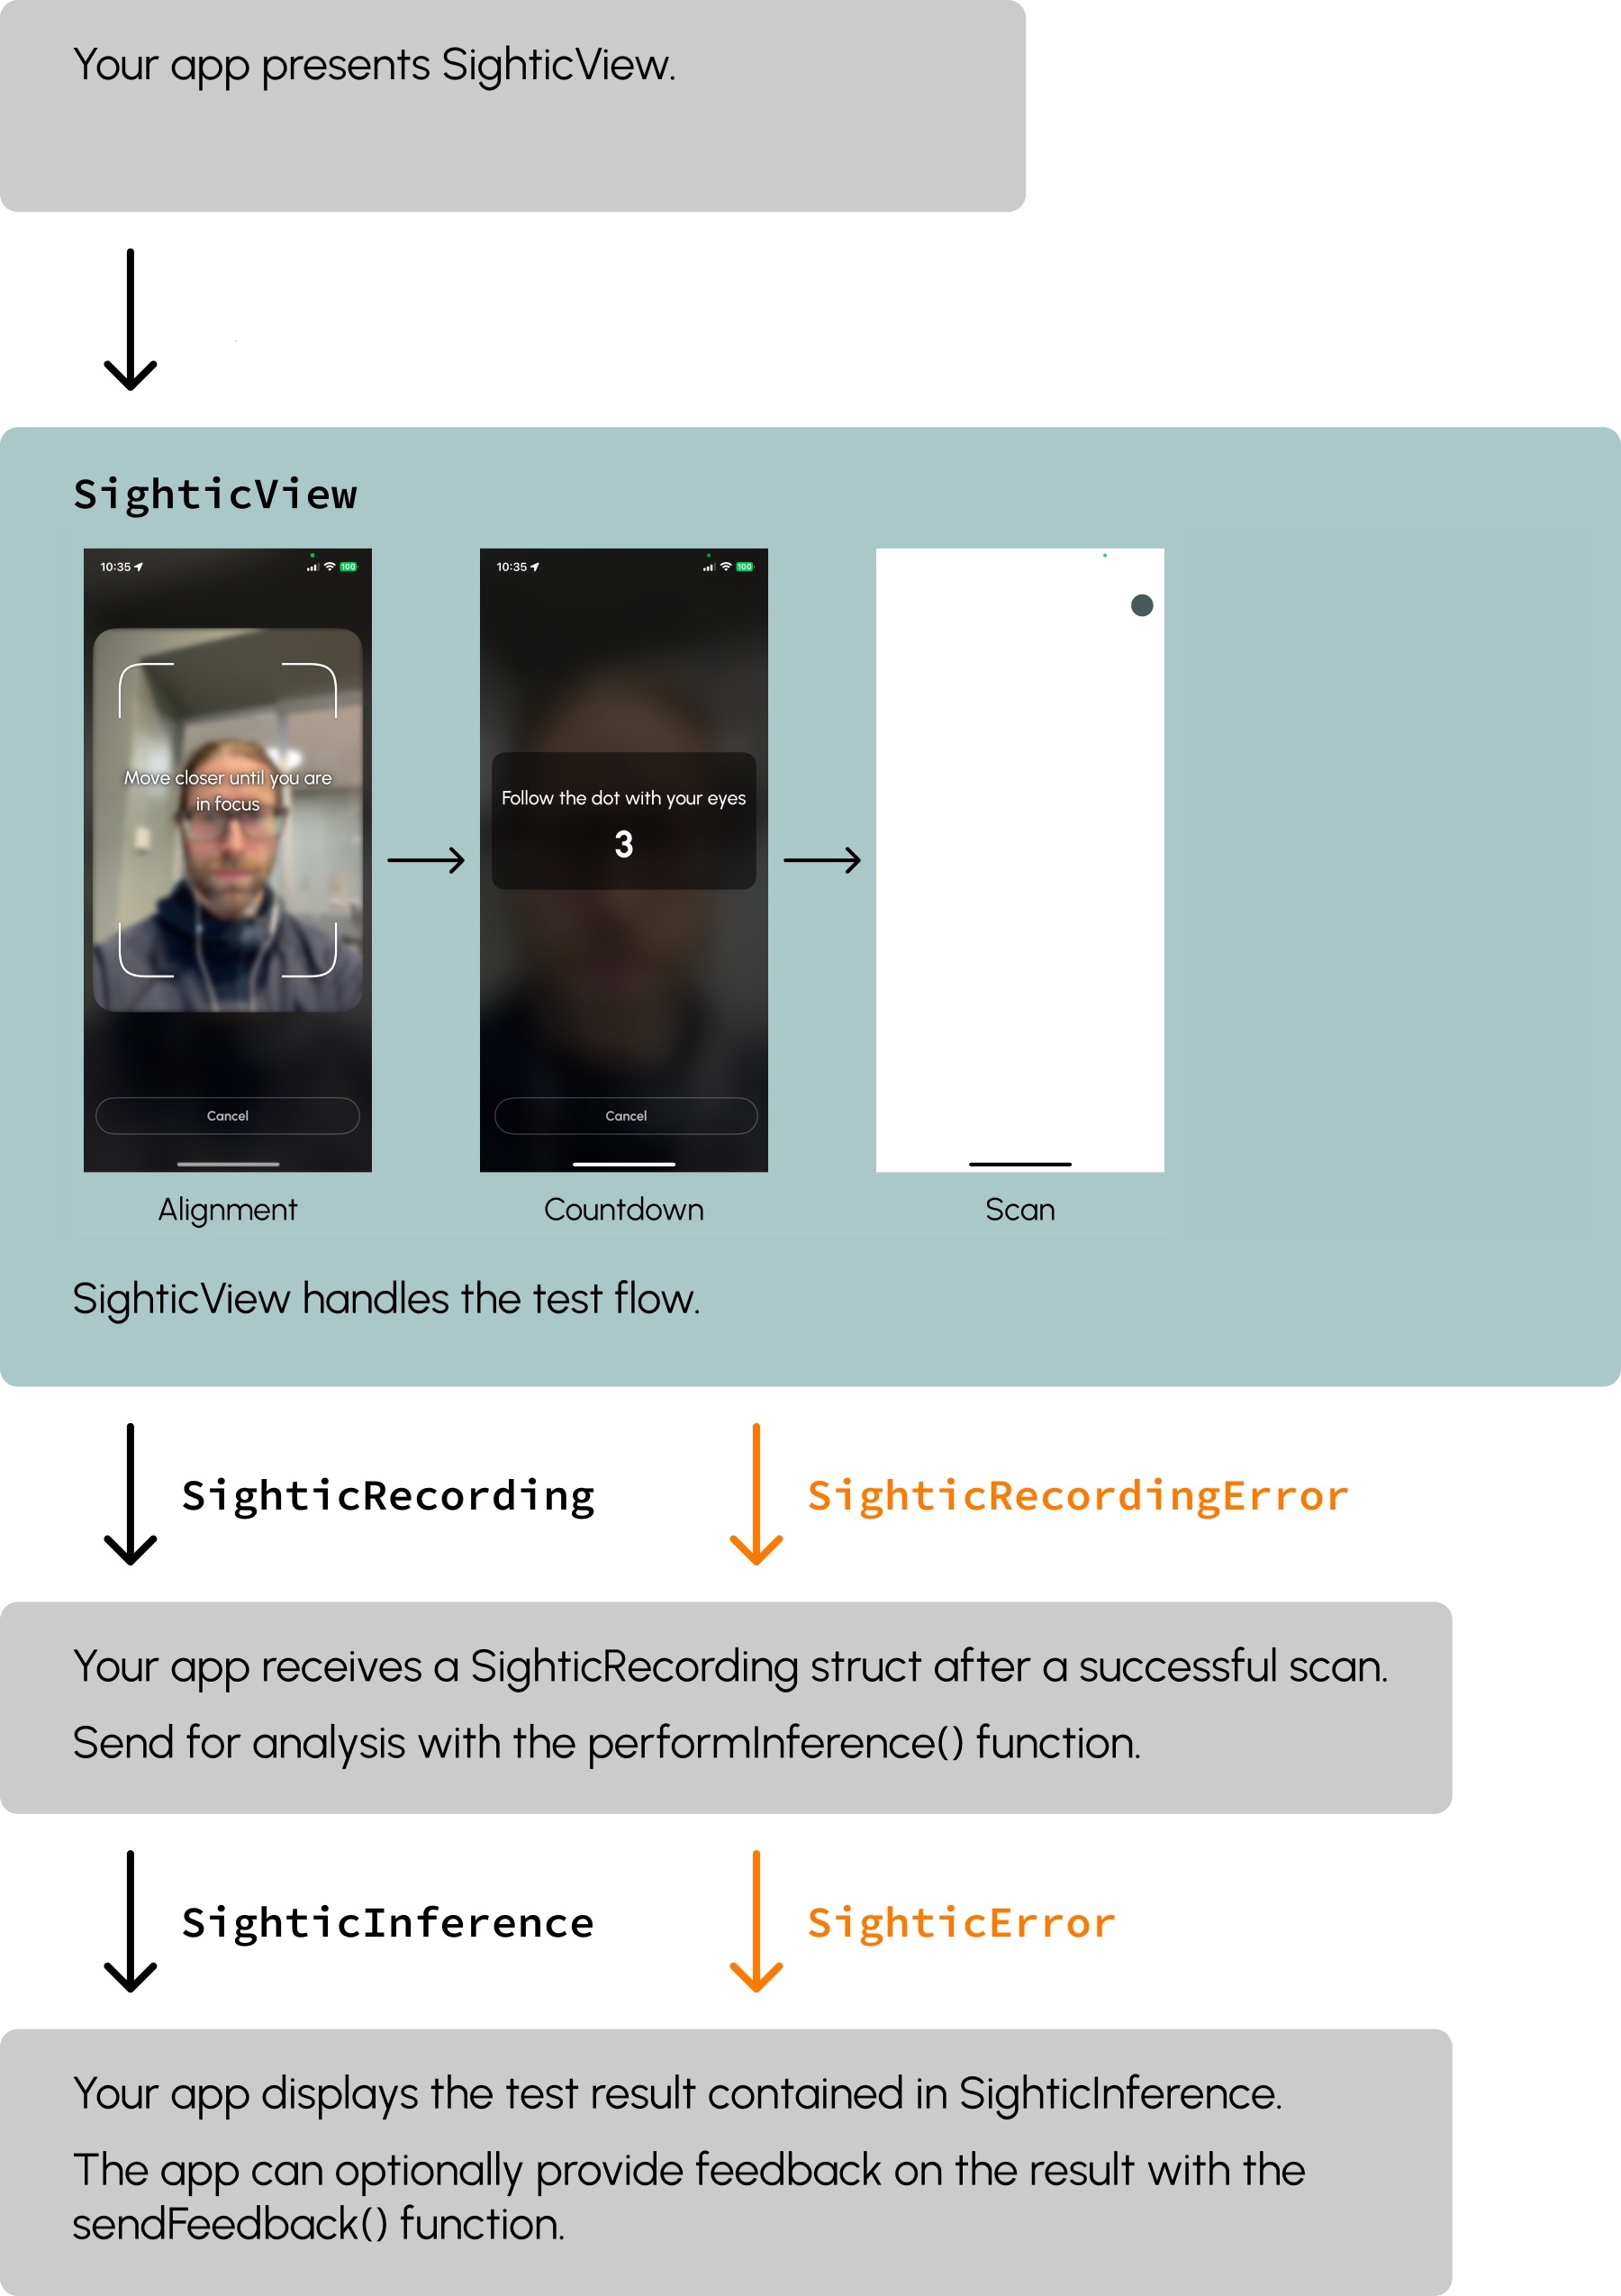 Your app presents SighticView.
SighticView
10:35
100
Move closer until you are
in focus
Cancel
Alignment
10:35
100
Follow the dot with your eyes
3
Cancel
Countdown
Scan
SighticView handles the test flow.
SighticRecording
SighticRecordingError
Your app receives a SighticRecording struct after a successful scan.
Send for analysis with the performInference() function.
SighticInference
SighticError
Your app displays the test result contained in SighticInference.
The app can optionally provide feedback on the result with the
sendFeedback() function.